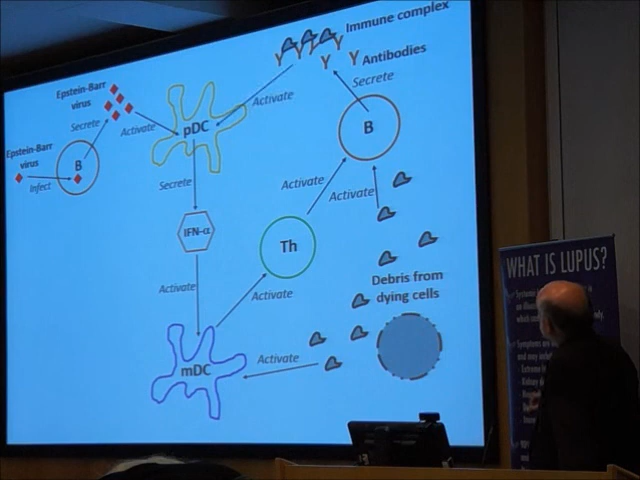 Immune complex
Antibodies
Secrete
Epstein-Barr
virus
Secrete
Activate
pDC
Activate
B
Epstein-Barr
virus
B
Infect
Secrete
Activate
Activate
IFN-α
Th
Activate
Activate
Debris from
dying cells
mDC
Activate
WHAT IS LUPUS?